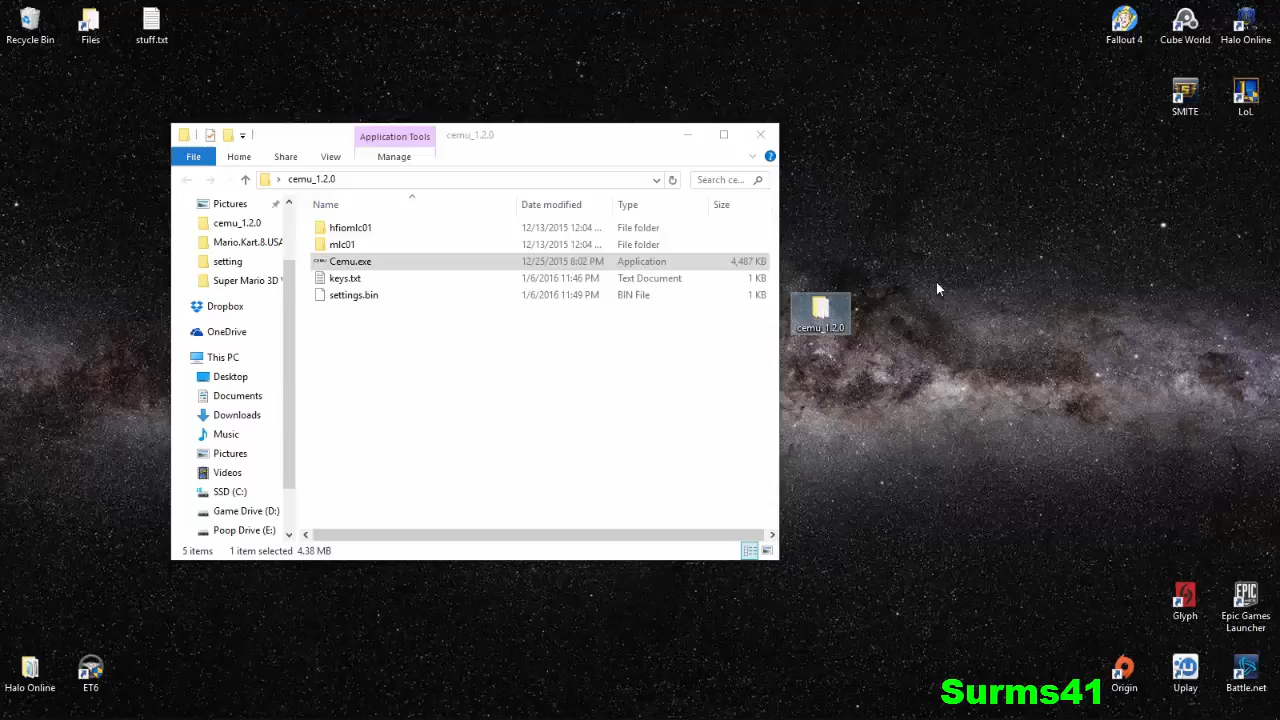 Recycle Bin
Files
stuff.txt
Fallout 4
Cube World
Halo Online
SMITE
LoL
Application Tools
cemu_1.2.0
File
Home
Share
View
Manage
cemu_1.2.0
Search ce...
Pictures
cemu_1.2.0
Mario.Kart.8.USA
setting
Super Mario 3D
Dropbox
OneDrive
This PC
Desktop
Documents
Downloads
Music
Pictures
Videos
SSD (C:)
Game Drive (D:)
Poop Drive (E:)
Name Date modified Type Size
hfiomlc01 12/13/2015 12:04 ... File folder
mlc01 12/13/2015 12:04 ... File folder
Cemu.exe 12/25/2015 8:02 PM Application 4,487 KB
keys.txt 1/6/2016 11:46 PM Text Document 1 KB
settings.bin 1/6/2016 11:49 PM BIN File 1 KB
5 items 1 item selected 4.38 MB
cemu_1.2.0
Glyph
Epic Games
Launcher
Halo Online
ET6
Origin
Uplay
Battle.net
Surms41